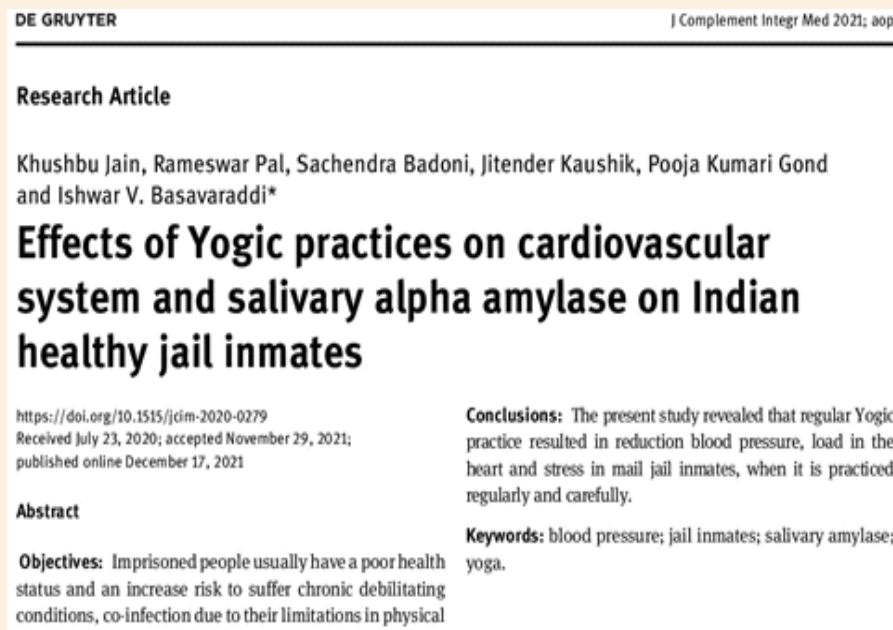 DE GRUYTER
J Complement Integr Med 2021; aop
Research Article
Khushbu Jain, Rameswar Pal, Sachendra Badoni, Jitender Kaushik, Pooja Kumari Gond
and Ishwar V. Basavaraddi*
Effects of Yogic practices on cardiovascular
system and salivary alpha amylase on Indian
healthy jail inmates
https://doi.org/10.1515/jcim-2020-0279
Received July 23, 2020; accepted November 29, 2021;
published online December 17, 2021
Abstract
Objectives: Imprisoned people usually have a poor health
status and an increase risk to suffer chronic debilitating
conditions, co-infection due to their limitations in physical
Conclusions: The present study revealed that regular Yogic
practice resulted in reduction blood pressure, load in the
heart and stress in mail jail inmates, when it is practiced
regularly and carefully.
Keywords: blood pressure; jail inmates; salivary amylase;
yoga.